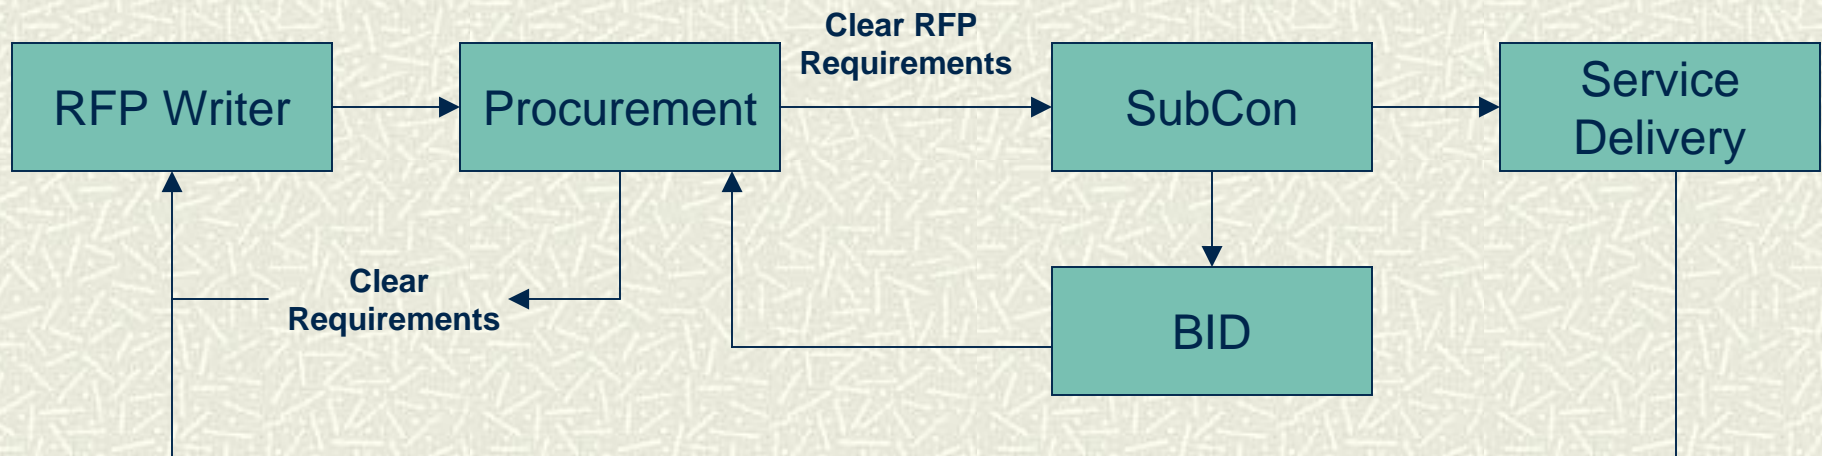 Clear RFP
Requirements
RFP Writer
Procurement
SubCon
Service
Delivery
Clear
Requirements
BID